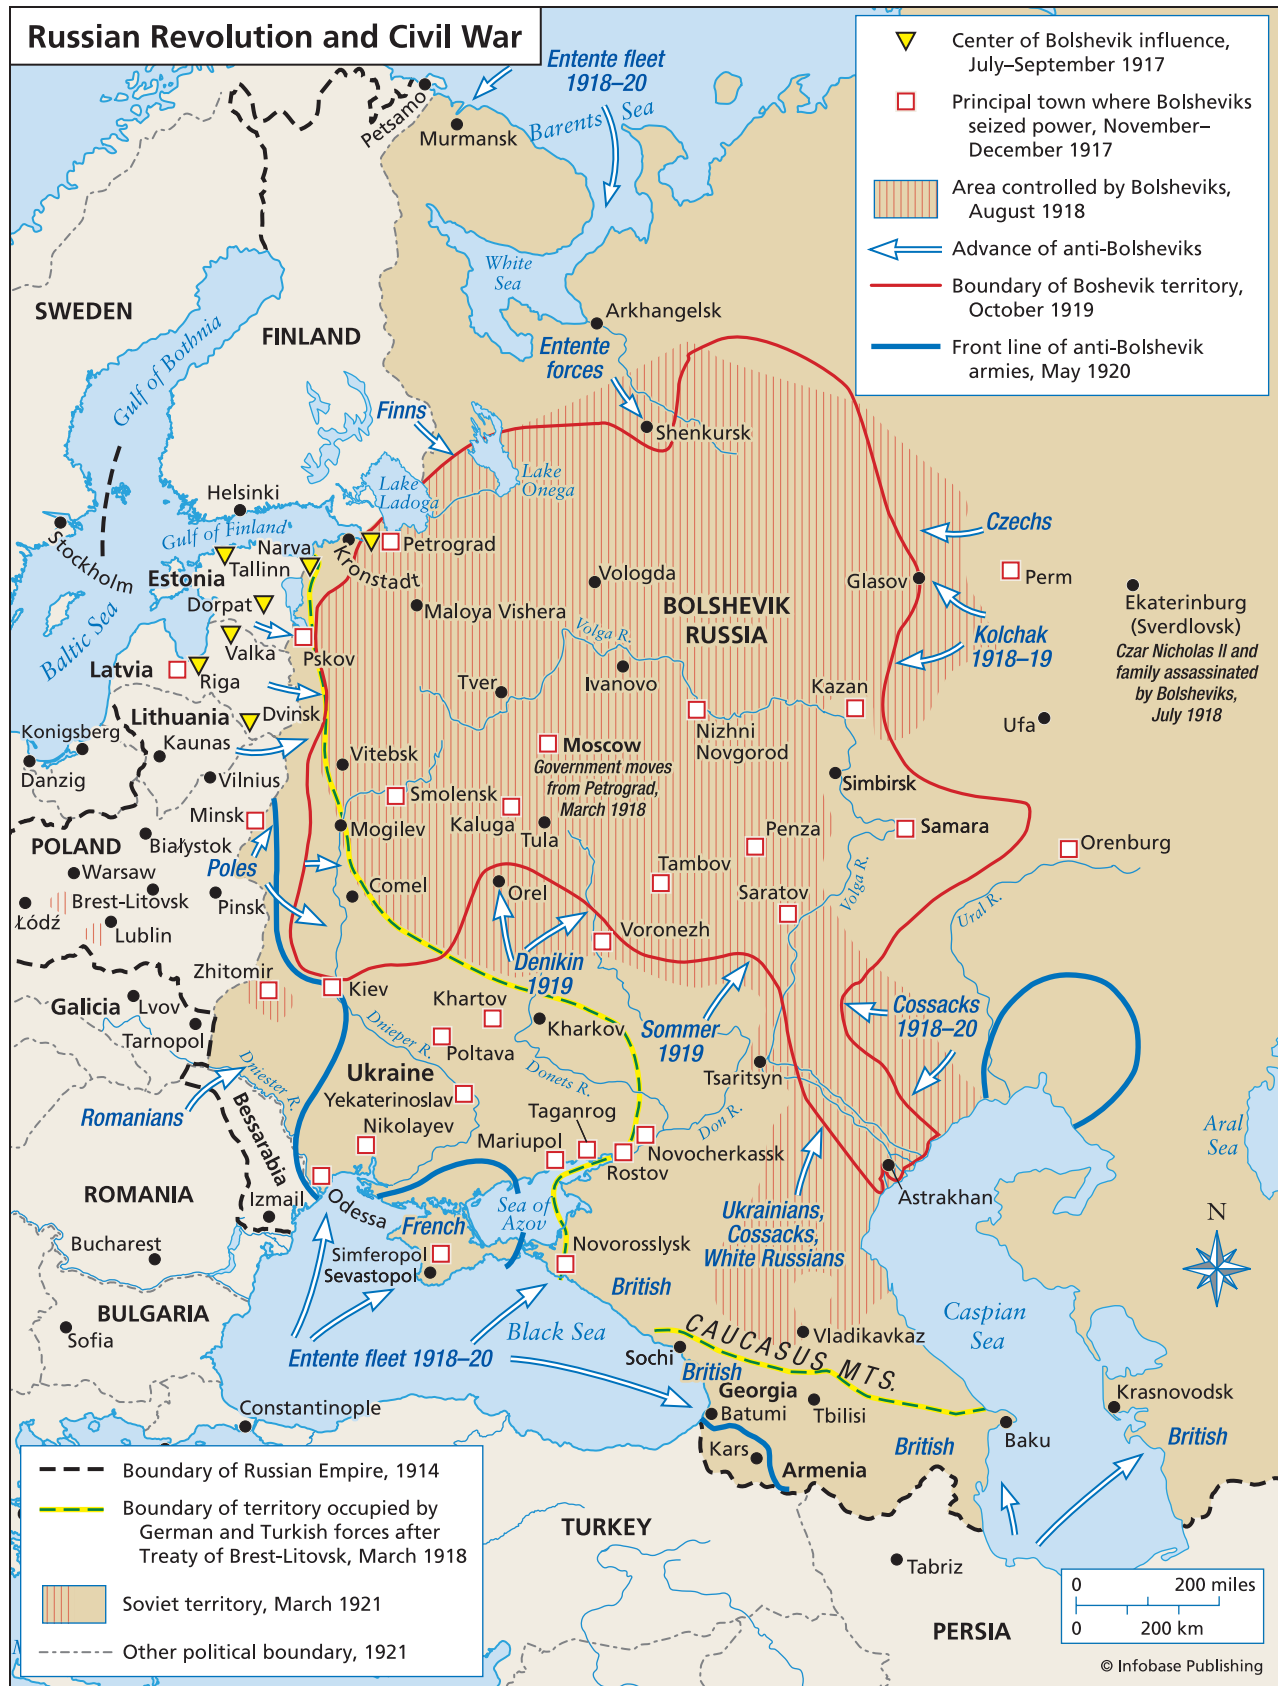 Russian Revolution and Civil War
Center of Bolshevik influence,
July–September 1917
Principal town where Bolsheviks
seized power, November–
December 1917
Area controlled by Bolsheviks,
August 1918
Advance of anti-Bolsheviks
Boundary of Boshevik territory,
October 1919
Front line of anti-Bolshevik
armies, May 1920
Entente fleet
1918–20
Barents Sea
Petsamo
Murmansk
White
Sea
Arkhangelsk
SWEDEN
FINLAND
Gulf of Bothnia
Entente
forces
Finns
Shenkursk
Lake
Onega
Lake
Ladoga
Helsinki
Gulf of Finland
Stockholm
Narva
Tallinn
Kronstadt
Petrograd
Czechs
Estonia
Vologda
Glasov
Perm
Dorpat
Maloya Vishera
BOLSHEVIK
RUSSIA
Ekaterinburg
(Sverdlovsk)
Czar Nicholas II and
family assassinated
by Bolsheviks,
July 1918
Baltic Sea
Volga R.
Kolchak
1918–19
Valka
Pskov
Latvia
Riga
Tver
Ivanovo
Kazan
Lithuania
Dvinsk
Nizhni
Novgorod
Ufa
Konigsberg
Kaunas
Moscow
Government moves
from Petrograd,
March 1918
Danzig
Vilnius
Vitebsk
Simbirsk
Smolensk
Minsk
Mogilev
Kaluga
Tula
Penza
Samara
Orenburg
POLAND
Białystok
Warsaw
Poles
Tambov
Volga R.
Brest-Litovsk
Comel
Orel
Saratov
Ural R.
Łódź
Pinsk
Lublin
Voronezh
Zhitomir
Denikin
1919
Kiev
Galicia
Lvov
Khartov
Cossacks
1918–20
Tarnopol
Dnieper R.
Kharkov
Sommer
1919
Poltava
Dniester R.
Ukraine
Donets R.
Tsaritsyn
Yekaterinoslav
Romanians
Bessarabia
Nikolayev
Taganrog
Don R.
Aral
Sea
Mariupol
Novocherkassk
Rostov
ROMANIA
Izmail
Odessa
Sea of
Azov
Astrakhan
Ukrainians,
Cossacks,
White Russians
N
French
Bucharest
Simferopol
Novorosslysk
Sevastopol
British
BULGARIA
Caspian
Sea
Sofia
Black Sea
CAUCASUS MTS.
Vladikavkaz
Entente fleet 1918–20
Sochi
British
Georgia
Krasnovodsk
Constantinople
Batumi
Tbilisi
Baku
British
British
Kars
Armenia
TURKEY
Tabriz
PERSIA
Boundary of Russian Empire, 1914
Boundary of territory occupied by
German and Turkish forces after
Treaty of Brest-Litovsk, March 1918
Soviet territory, March 1921
Other political boundary, 1921
0 200 miles
0 200 km
© Infobase Publishing